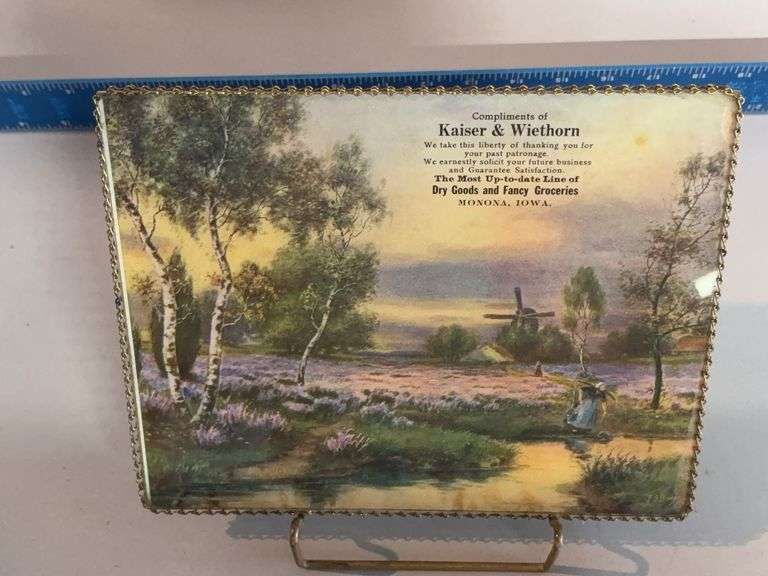 Compliments of
Kaiser & Wiethorn
We take this liberty of thanking you for
your past patronage.
We earnestly solicit your future business
and Guarantee Satisfaction.
The Most Up-to-date Line of
Dry Goods and Fancy Groceries
MONONA, IOWA.